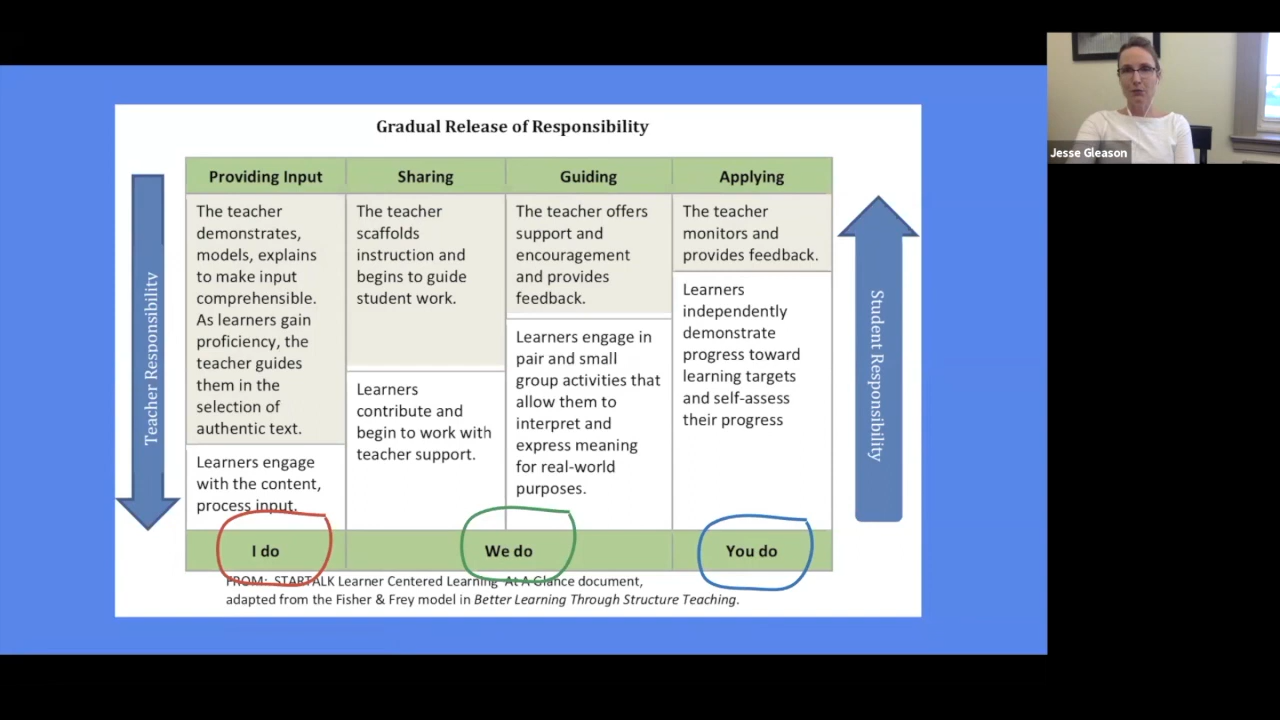 Gradual Release of Responsibility
Providing Input
Sharing
Guiding
Applying
The teacher
demonstrates,
models, explains
to make input
comprehensible.
As learners gain
proficiency, the
teacher guides
them in the
selection of
authentic text.
Learners engage
with the content,
process input.
The teacher
scaffolds
instruction and
begins to guide
student work.
Learners
contribute and
begin to work with
teacher support.
The teacher offers
support and
encouragement
and provides
feedback.
Learners engage in
pair and small
group activities that
allow them to
interpret and
express meaning
for real-world
purposes.
The teacher
monitors and
provides feedback.
Learners
independently
demonstrate
progress toward
learning targets
and self-assess
their progress
I do
We do
You do
Teacher Responsibility
Student Responsibility
FROM: STARTALK Learner Centered Learning At A Glance document,
adapted from the Fisher & Frey model in Better Learning Through Structure Teaching.
Jesse Gleason